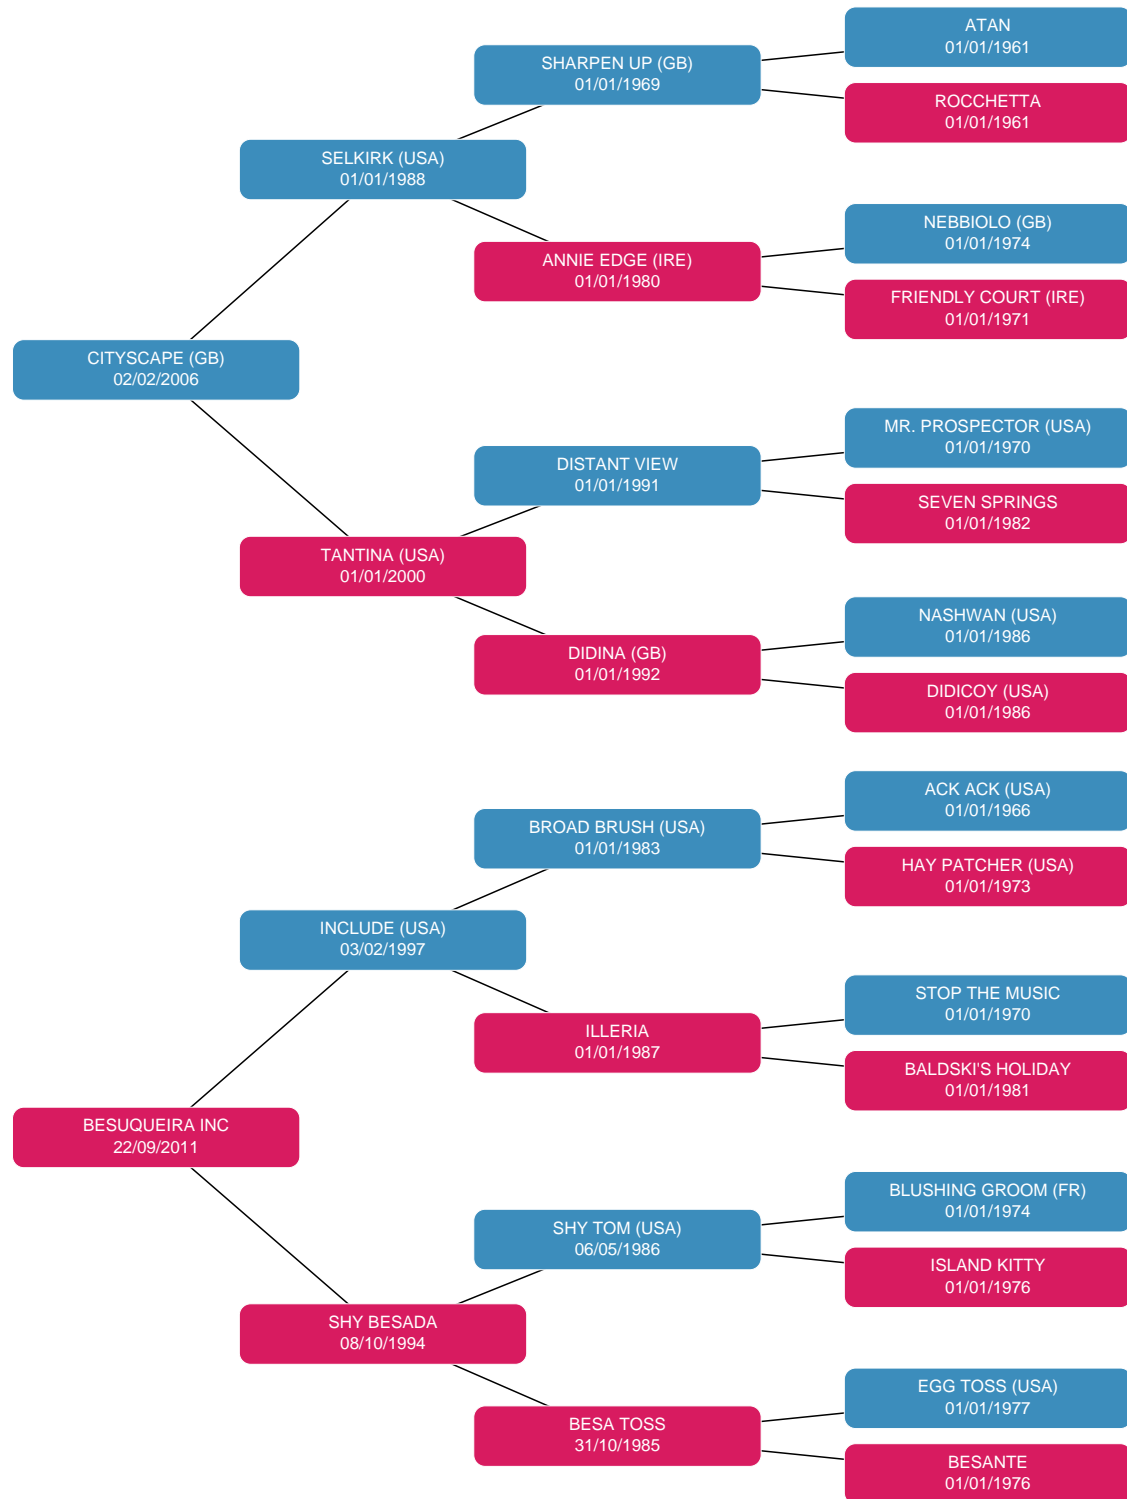 ATAN
01/01/1961
SHARPEN UP (GB)
01/01/1969
ROCCHETTA
01/01/1961
SELKIRK (USA)
01/01/1988
NEBBIOLO (GB)
01/01/1974
ANNIE EDGE (IRE)
01/01/1980
FRIENDLY COURT (IRE)
01/01/1971
CITYSCAPE (GB)
02/02/2006
MR. PROSPECTOR (USA)
01/01/1970
DISTANT VIEW
01/01/1991
SEVEN SPRINGS
01/01/1982
TANTINA (USA)
01/01/2000
NASHWAN (USA)
01/01/1986
DIDINA (GB)
01/01/1992
DIDICOY (USA)
01/01/1986
ACK ACK (USA)
01/01/1966
BROAD BRUSH (USA)
01/01/1983
HAY PATCHER (USA)
01/01/1973
INCLUDE (USA)
03/02/1997
STOP THE MUSIC
01/01/1970
ILLERIA
01/01/1987
BALDSKI'S HOLIDAY
01/01/1981
BESUQUEIRA INC
22/09/2011
BLUSHING GROOM (FR)
01/01/1974
SHY TOM (USA)
06/05/1986
ISLAND KITTY
01/01/1976
SHY BESADA
08/10/1994
EGG TOSS (USA)
01/01/1977
BESA TOSS
31/10/1985
BESANTE
01/01/1976